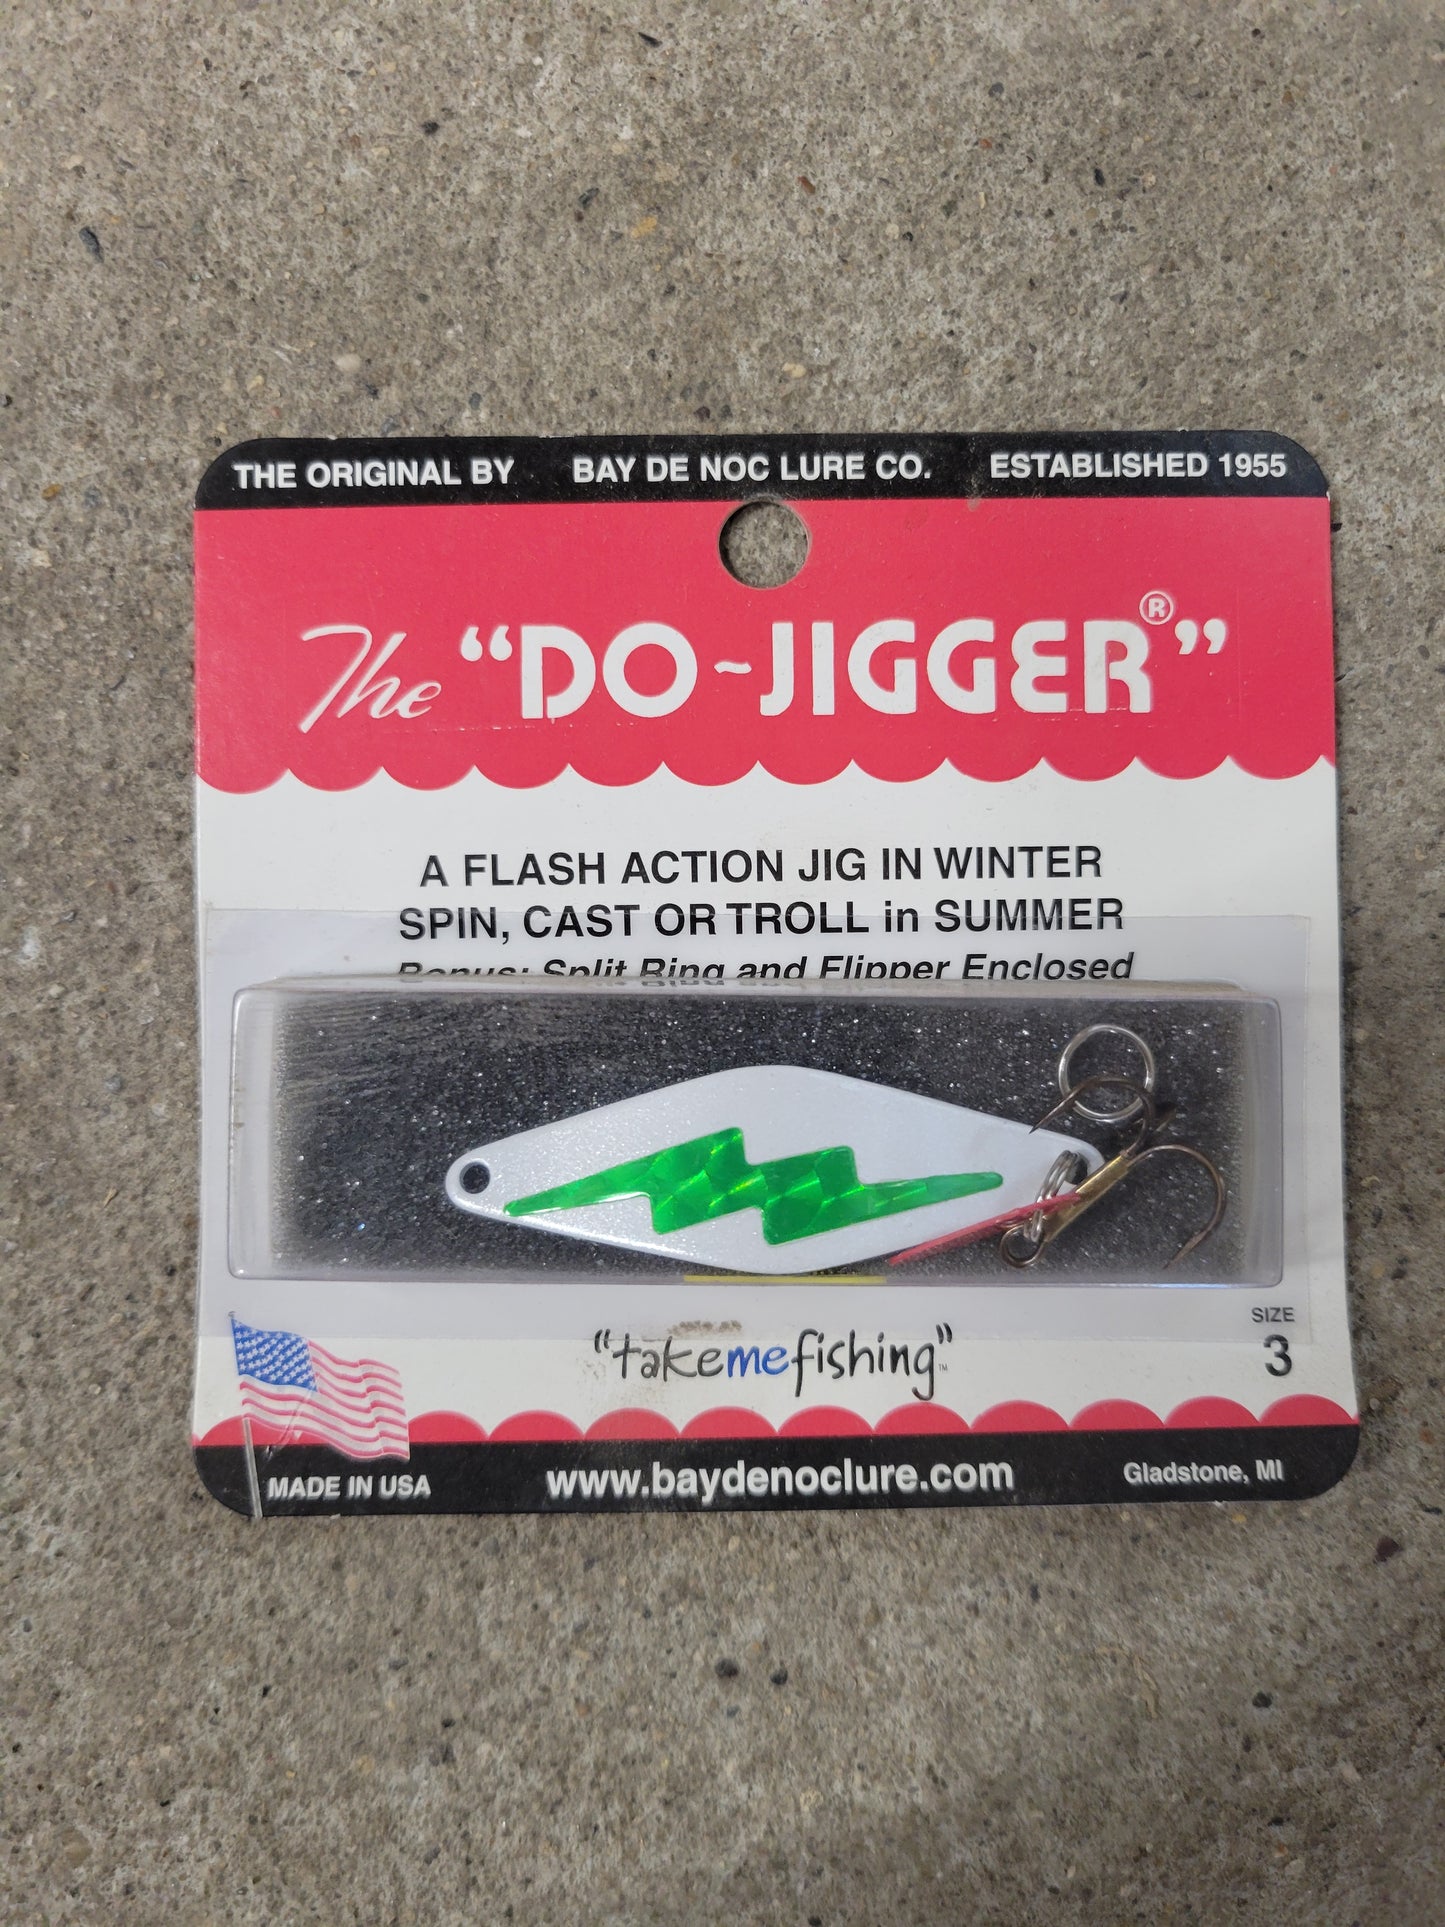 THE ORIGINAL BY BAY DE NOC LURE CO. ESTABLISHED 1955
The "DO~JIGGER®"
A FLASH ACTION JIG IN WINTER
SPIN, CAST OR TROLL in SUMMER
Bonus: Split Ring and Flipper Enclosed
SIZE
3
"takemefishing"™
MADE IN USA www.baydenoclure.com Gladstone, MI